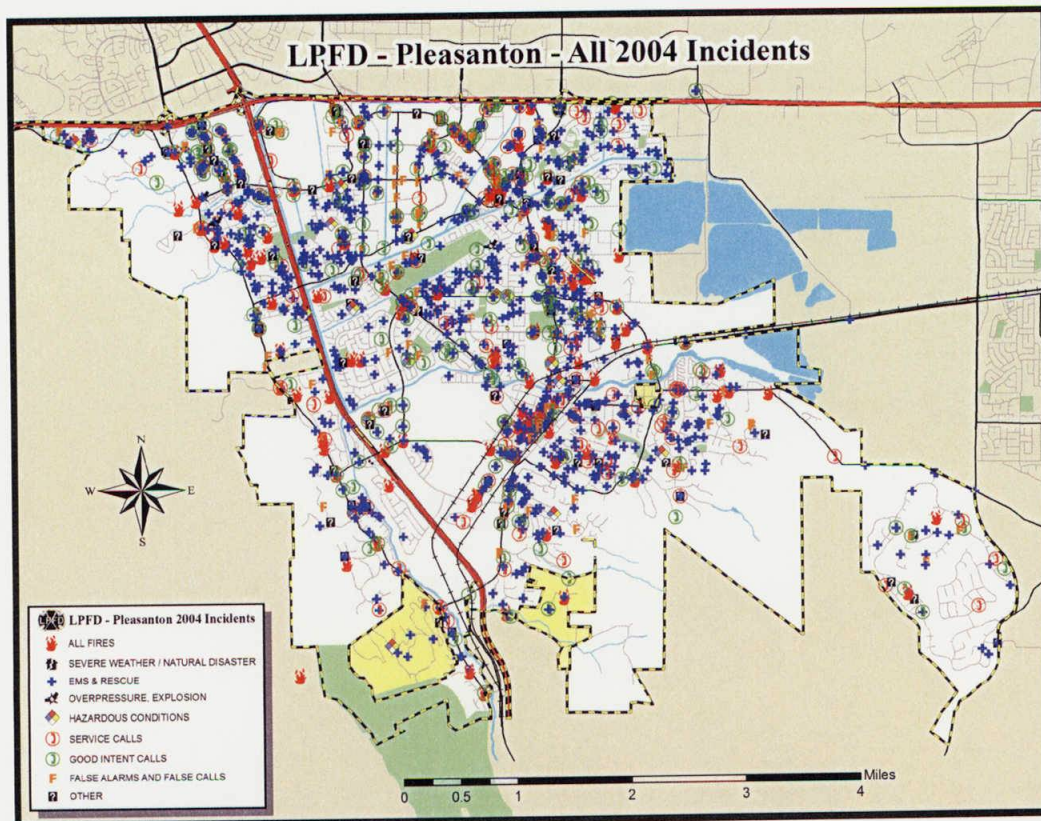 LPFD - Pleasanton - All 2004 Incidents
N
W E
S
LPFD LPFD - Pleasanton 2004 Incidents
ALL FIRES
SEVERE WEATHER / NATURAL DISASTER
EMS & RESCUE
OVERPRESSURE, EXPLOSION
HAZARDOUS CONDITIONS
SERVICE CALLS
GOOD INTENT CALLS
F FALSE ALARMS AND FALSE CALLS
? OTHER
Miles
0 0.5 1 2 3 4